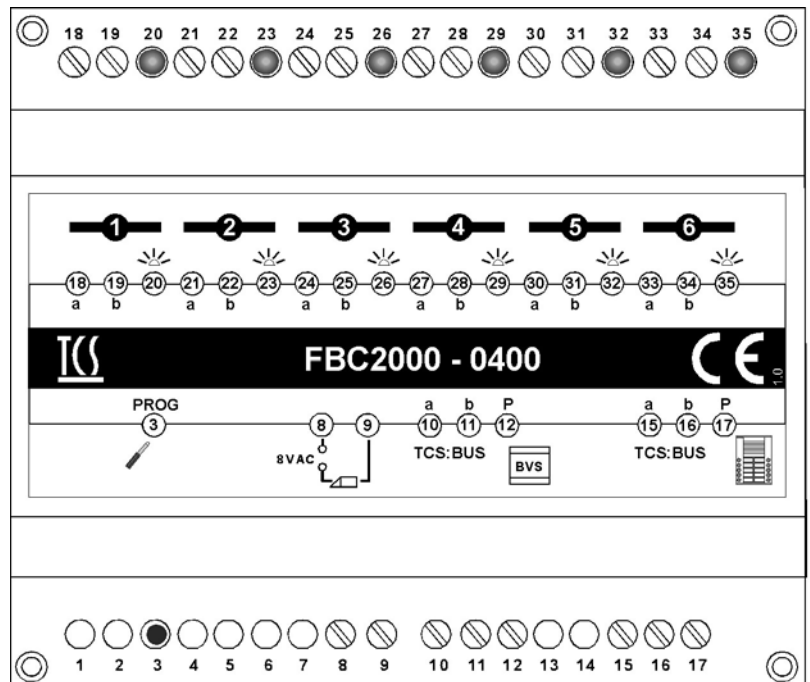 18 19 20 21 22 23 24 25 26 27 28 29 30 31 32 33 34 35
1 2 3 4 5 6
18 19 20 21 22 23 24 25 26 27 28 29 30 31 32 33 34 35
a b a b a b a b a b a b
TCS FBC2000 - 0400 CE 1.0
PROG a b P a b P
3 8 9 10 11 12 15 16 17
8VAC TCS:BUS BVS TCS:BUS
1 2 3 4 5 6 7 8 9 10 11 12 13 14 15 16 17